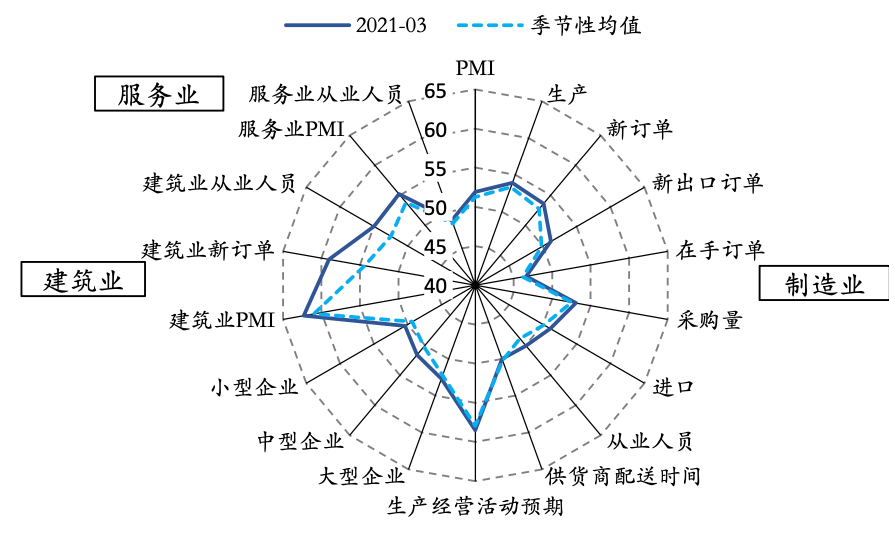 2021-03
季节性均值
PMI
生产
新订单
新出口订单
在手订单
采购量
进口
从业人员
供货商配送时间
生产经营活动预期
大型企业
中型企业
小型企业
建筑业PMI
建筑业新订单
建筑业从业人员
服务业PMI
服务业从业人员
65
60
55
50
45
40
服务业
建筑业
制造业